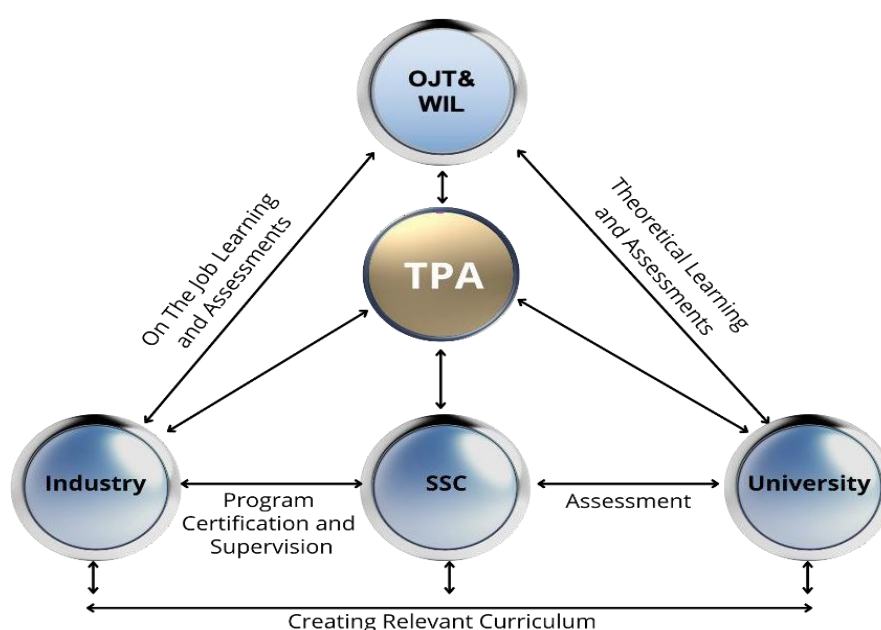 OJT&
WIL
On The Job Learning
and Assessments
Theoretical Learning
and Assessments
TPA
Industry
SSC
University
Program
Certification and
Supervision
Assessment
Creating Relevant Curriculum